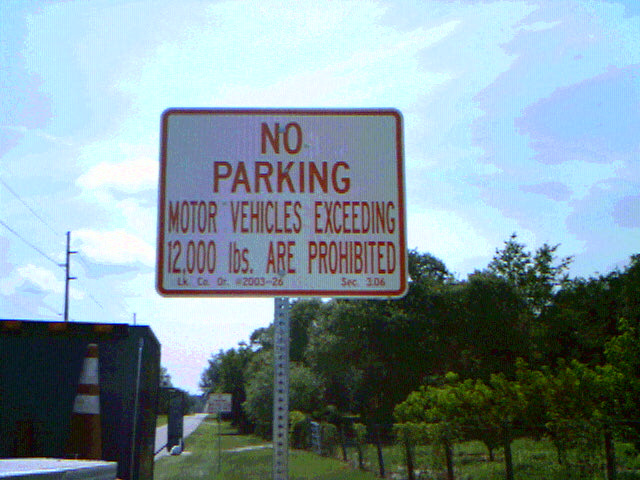 NO
PARKING
MOTOR VEHICLES EXCEEDING
12,000 lbs. ARE PROHIBITED
Lk. Co. Or. #2003-26 Sec. 3.06